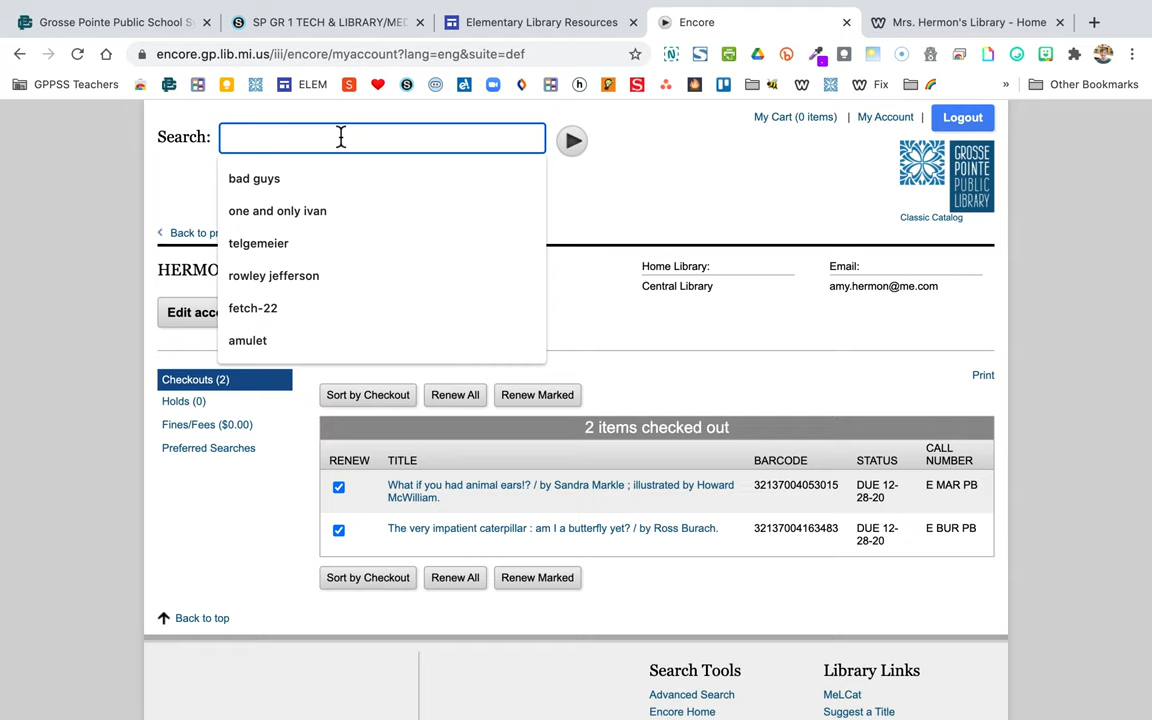 Grosse Pointe Public School S
SP GR 1 TECH & LIBRARY/MED
Elementary Library Resources
Encore
Mrs. Hermon's Library - Home
encore.gp.lib.mi.us/iii/encore/myaccount?lang=eng&suite=def
GPPSS Teachers
ELEM
Fix
Other Bookmarks
Search:
My Cart (0 items) | My Account | Logout
bad guys
one and only ivan
telgemeier
rowley jefferson
fetch-22
amulet
GROSSE
POINTE
PUBLIC
LIBRARY
Classic Catalog
Back to pr
HERMO
Home Library:
Central Library
Email:
amy.hermon@me.com
Edit acco
Checkouts (2)
Holds (0)
Fines/Fees ($0.00)
Preferred Searches
Print
Sort by Checkout Renew All Renew Marked
2 items checked out
RENEW TITLE BARCODE STATUS CALL NUMBER
What if you had animal ears!? / by Sandra Markle ; illustrated by Howard
McWilliam.
32137004053015
DUE 12-
28-20
E MAR PB
The very impatient caterpillar : am I a butterfly yet? / by Ross Burach.
32137004163483
DUE 12-
28-20
E BUR PB
Sort by Checkout Renew All Renew Marked
Back to top
Search Tools
Advanced Search
Encore Home
Library Links
MeLCat
Suggest a Title